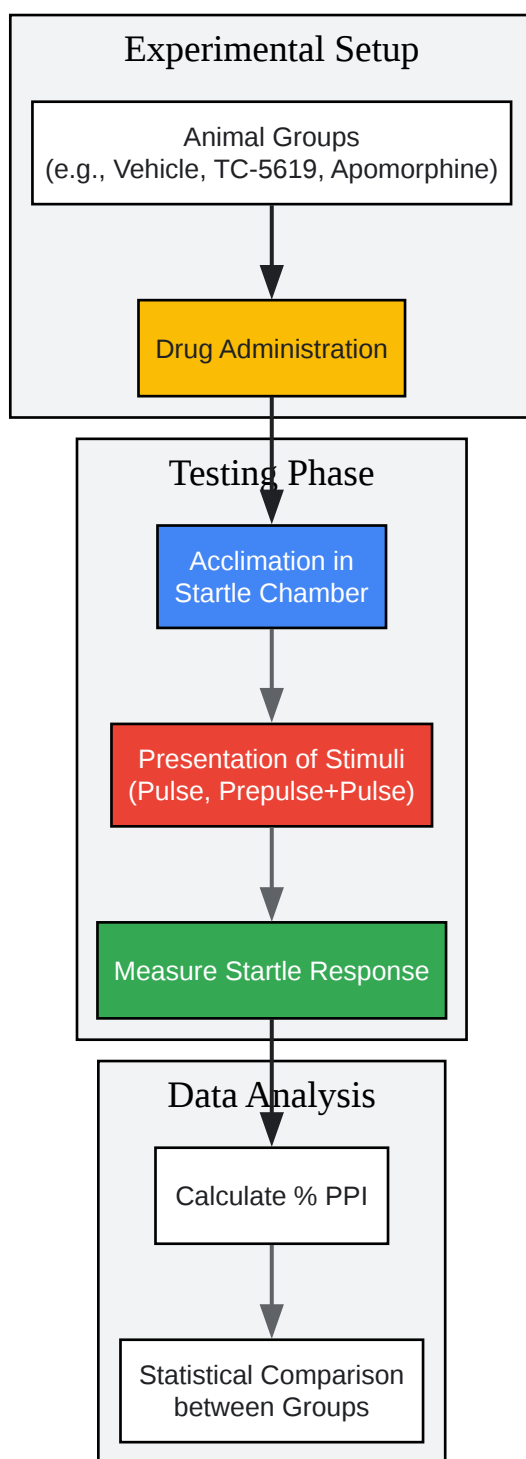 Experimental Setup
Animal Groups
(e.g., Vehicle, TC-5619, Apomorphine)
Drug Administration
Testing Phase
Acclimation in
Startle Chamber
Presentation of Stimuli
(Pulse, Prepulse+Pulse)
Measure Startle Response
Data Analysis
Calculate % PPI
Statistical Comparison
between Groups